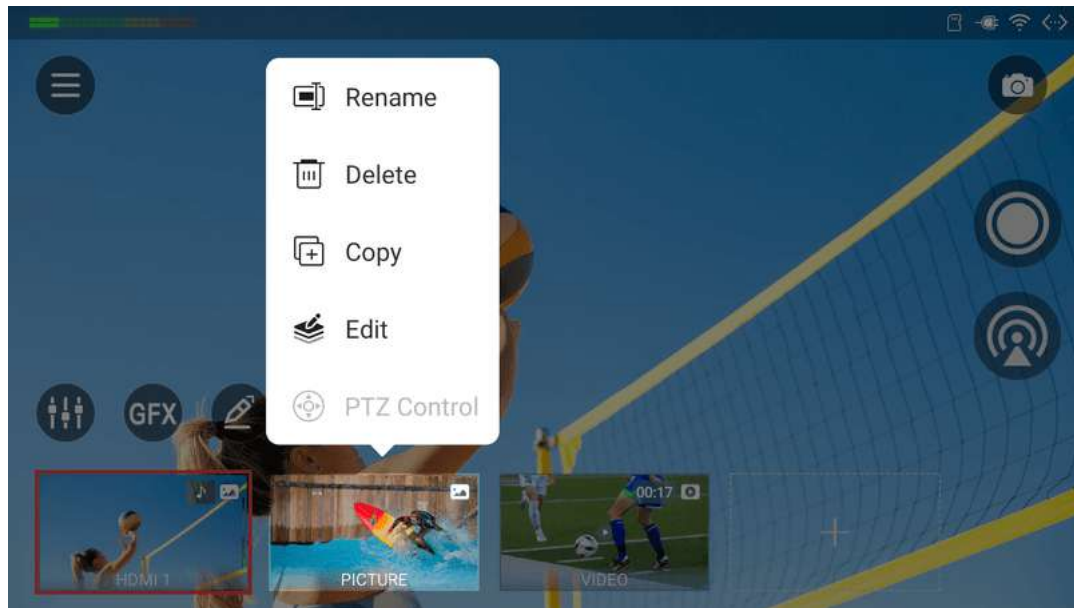 Rename
Delete
Copy
Edit
PTZ Control
GFX
00:17
HDMI 1
PICTURE
VIDEO